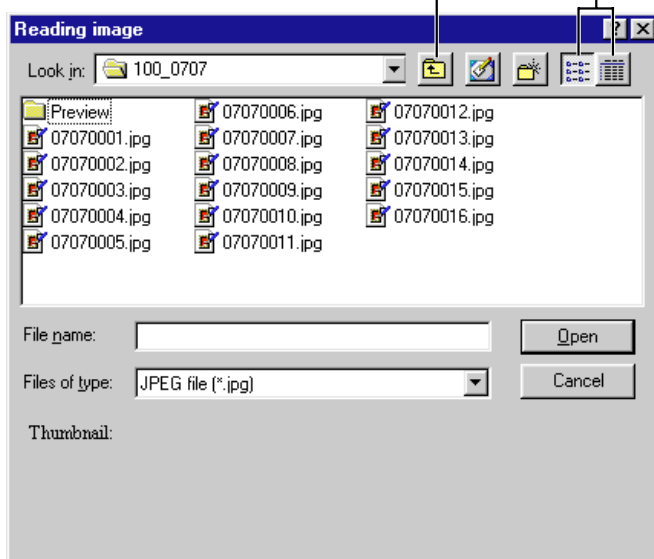 Reading image
Look in: 100_0707
Preview 07070006.jpg 07070012.jpg
07070001.jpg 07070007.jpg 07070013.jpg
07070002.jpg 07070008.jpg 07070014.jpg
07070003.jpg 07070009.jpg 07070015.jpg
07070004.jpg 07070010.jpg 07070016.jpg
07070005.jpg 07070011.jpg
File name: Open
Files of type: JPEG file (*.jpg) Cancel
Thumbnail: